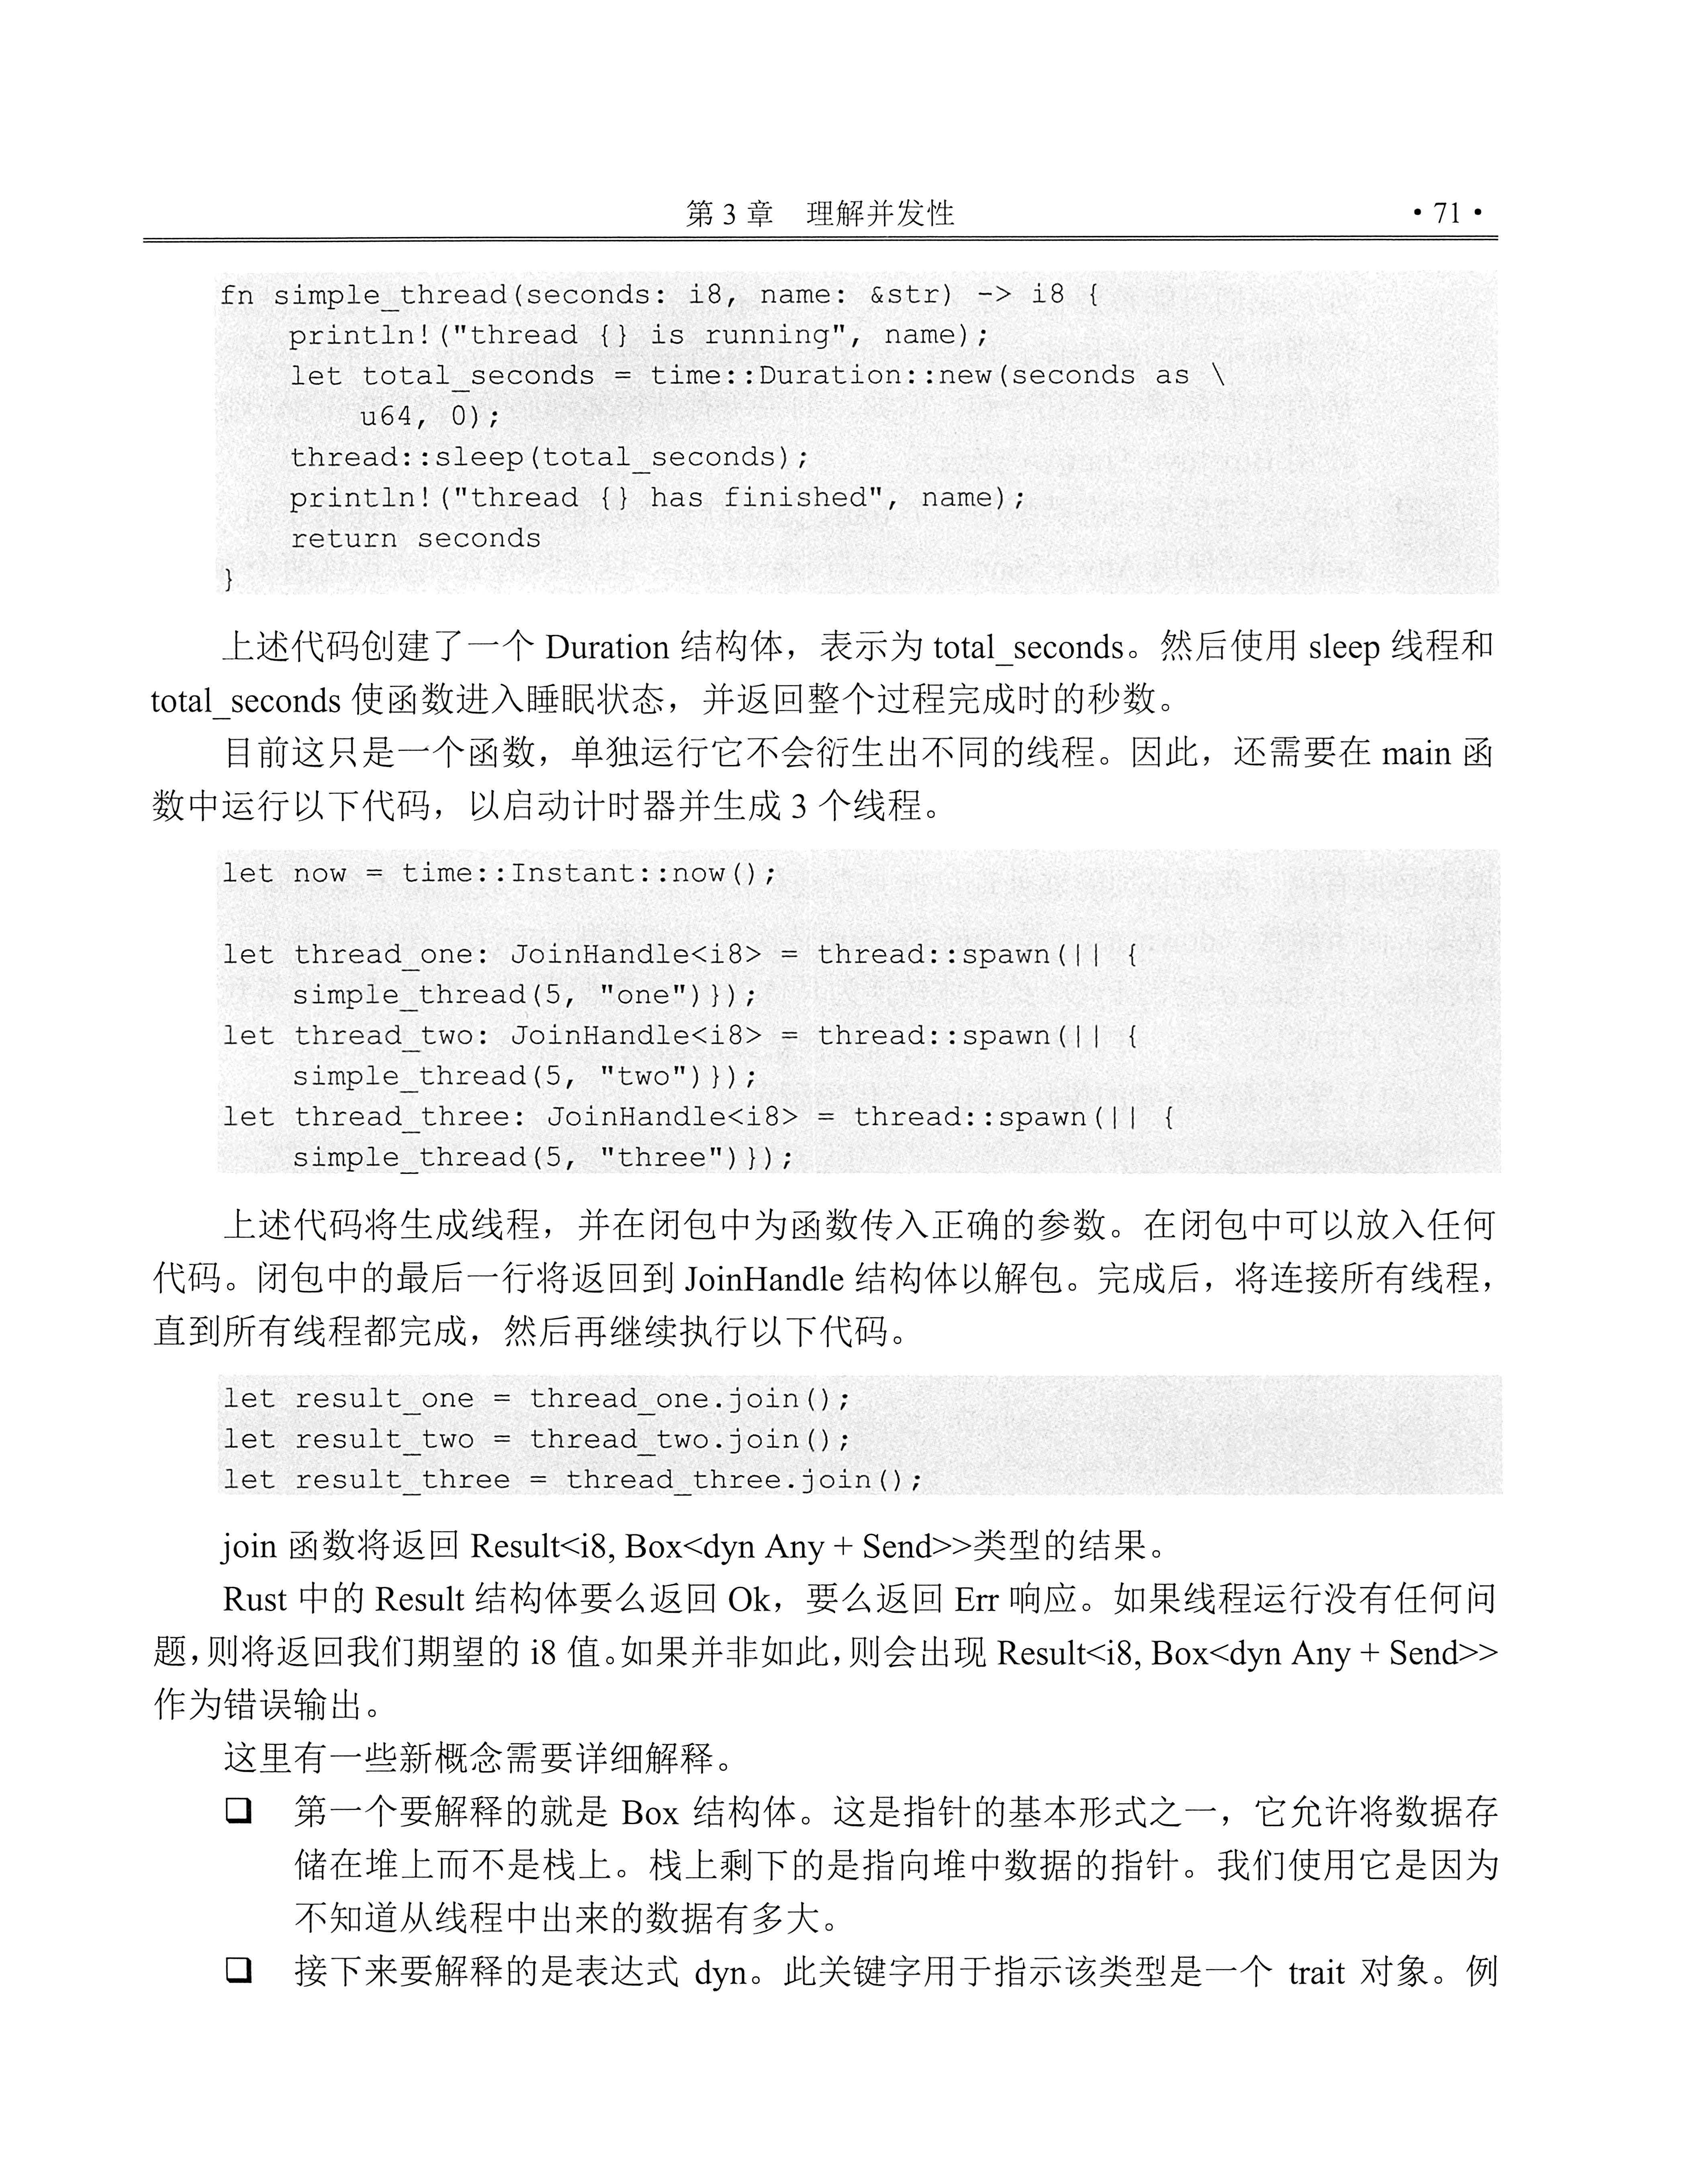 第 3 章　理解并发性
• 71 •
fn simple_thread(seconds: i8, name: &str) -> i8 {
    println!("thread {} is running", name);
    let total_seconds = time::Duration::new(seconds as \
        u64, 0);
    thread::sleep(total_seconds);
    println!("thread {} has finished", name);
    return seconds
}
上述代码创建了一个 Duration 结构体，表示为 total_seconds。然后使用 sleep 线程和
total_seconds 使函数进入睡眠状态，并返回整个过程完成时的秒数。
目前这只是一个函数，单独运行它不会衍生出不同的线程。因此，还需要在 main 函
数中运行以下代码，以启动计时器并生成 3 个线程。
let now = time::Instant::now();
let thread_one: JoinHandle<i8> = thread::spawn(|| {
    simple_thread(5, "one")});
let thread_two: JoinHandle<i8> = thread::spawn(|| {
    simple_thread(5, "two")});
let thread_three: JoinHandle<i8> = thread::spawn(|| {
    simple_thread(5, "three")});
上述代码将生成线程，并在闭包中为函数传入正确的参数。在闭包中可以放入任何
代码。闭包中的最后一行将返回到 JoinHandle 结构体以解包。完成后，将连接所有线程，
直到所有线程都完成，然后再继续执行以下代码。
let result_one = thread_one.join();
let result_two = thread_two.join();
let result_three = thread_three.join();
join 函数将返回 Result<i8, Box<dyn Any + Send>>类型的结果。
Rust 中的 Result 结构体要么返回 Ok，要么返回 Err 响应。如果线程运行没有任何问
题，则将返回我们期望的 i8 值。如果并非如此，则会出现 Result<i8, Box<dyn Any + Send>>
作为错误输出。
这里有一些新概念需要详细解释。
❑ 第一个要解释的就是 Box 结构体。这是指针的基本形式之一，它允许将数据存
储在堆上而不是栈上。栈上剩下的是指向堆中数据的指针。我们使用它是因为
不知道从线程中出来的数据有多大。
❑ 接下来要解释的是表达式 dyn。此关键字用于指示该类型是一个 trait 对象。例